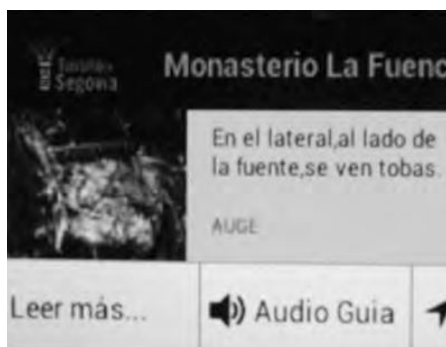 Turismo de
Segovia
Monasterio La Fuenc
En el lateral,al lado de
la fuente,se ven tobas.
AUGE
Leer más...
Audio Guia